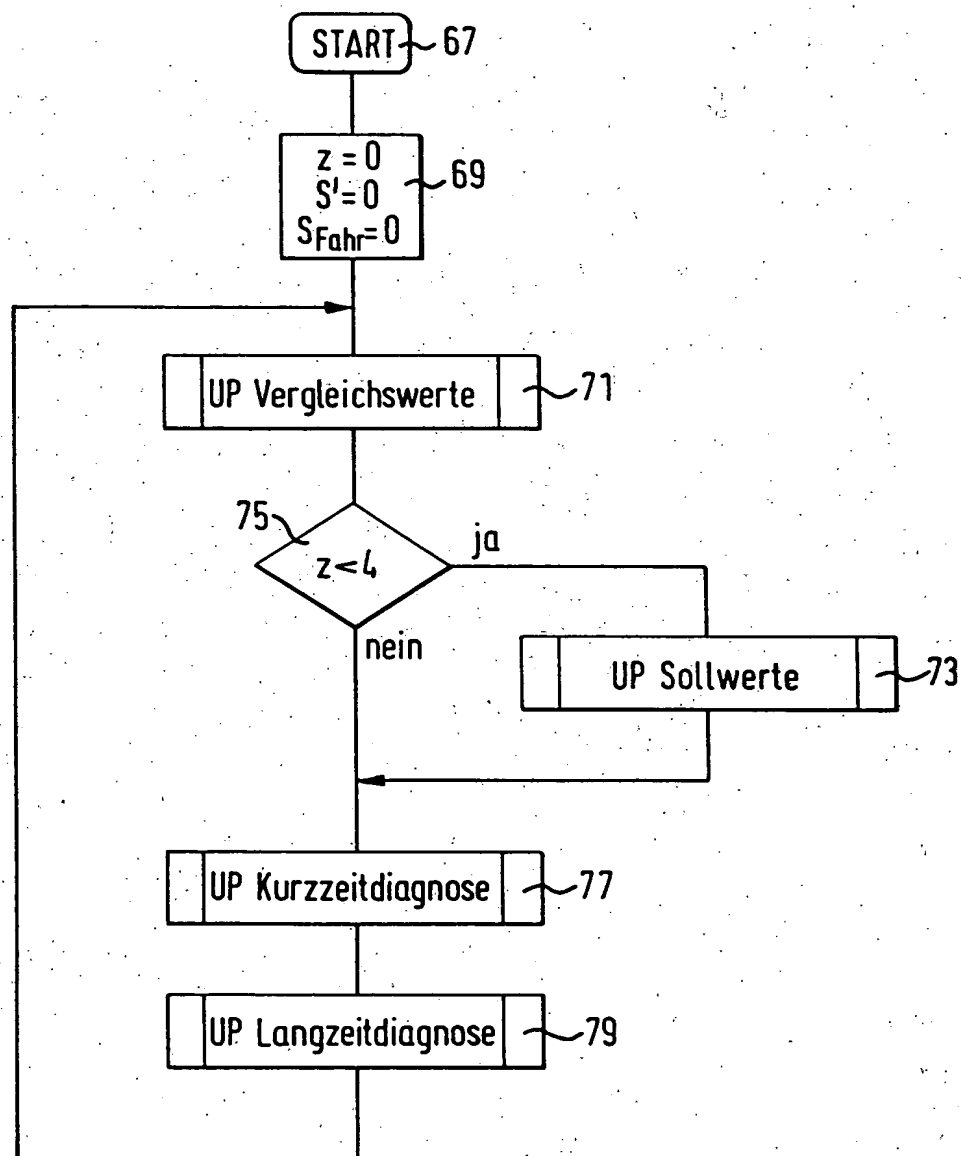 START 67
z = 0
S' = 0 69
SFahr = 0
UP Vergleichswerte 71
75
z < 4
ja
nein
UP Sollwerte 73
UP Kurzzeitdiagnose 77
UP Langzeitdiagnose 79